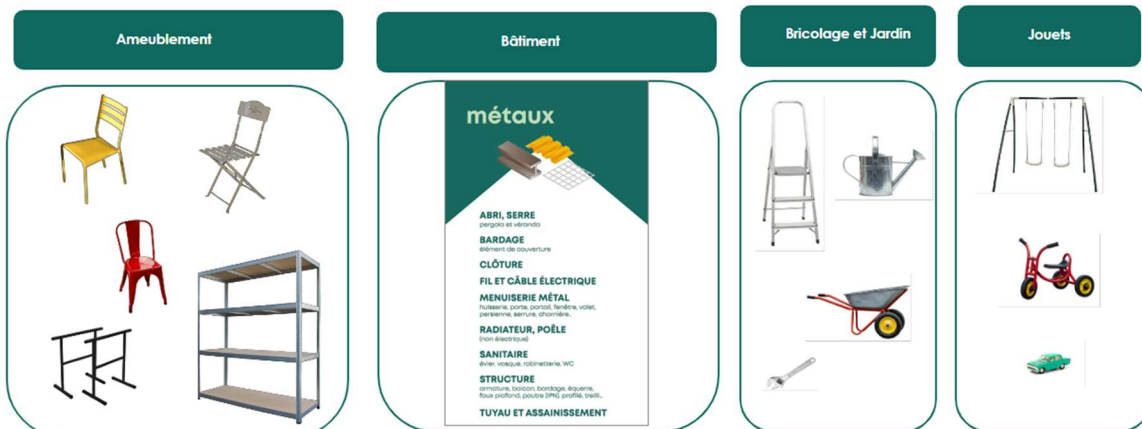 Ameublement
Bâtiment
Bricolage et Jardin
Jouets
métaux
ABRI, SERRE
pergola et véranda
BARDAGE
élément de couverture
CLÔTURE
FIL ET CÂBLE ÉLECTRIQUE
MENUISERIE MÉTAL
huisserie, porte, portail, fenêtre, volet,
persienne, serrure, charnière...
RADIATEUR, POÊLE
(non électrique)
SANITAIRE
évier, vasque, robinetterie, WC
STRUCTURE
armature, balcon, bardage, équerre,
faux plafond, poutre (IPN), profilé, treilli...
TUYAU ET ASSAINISSEMENT